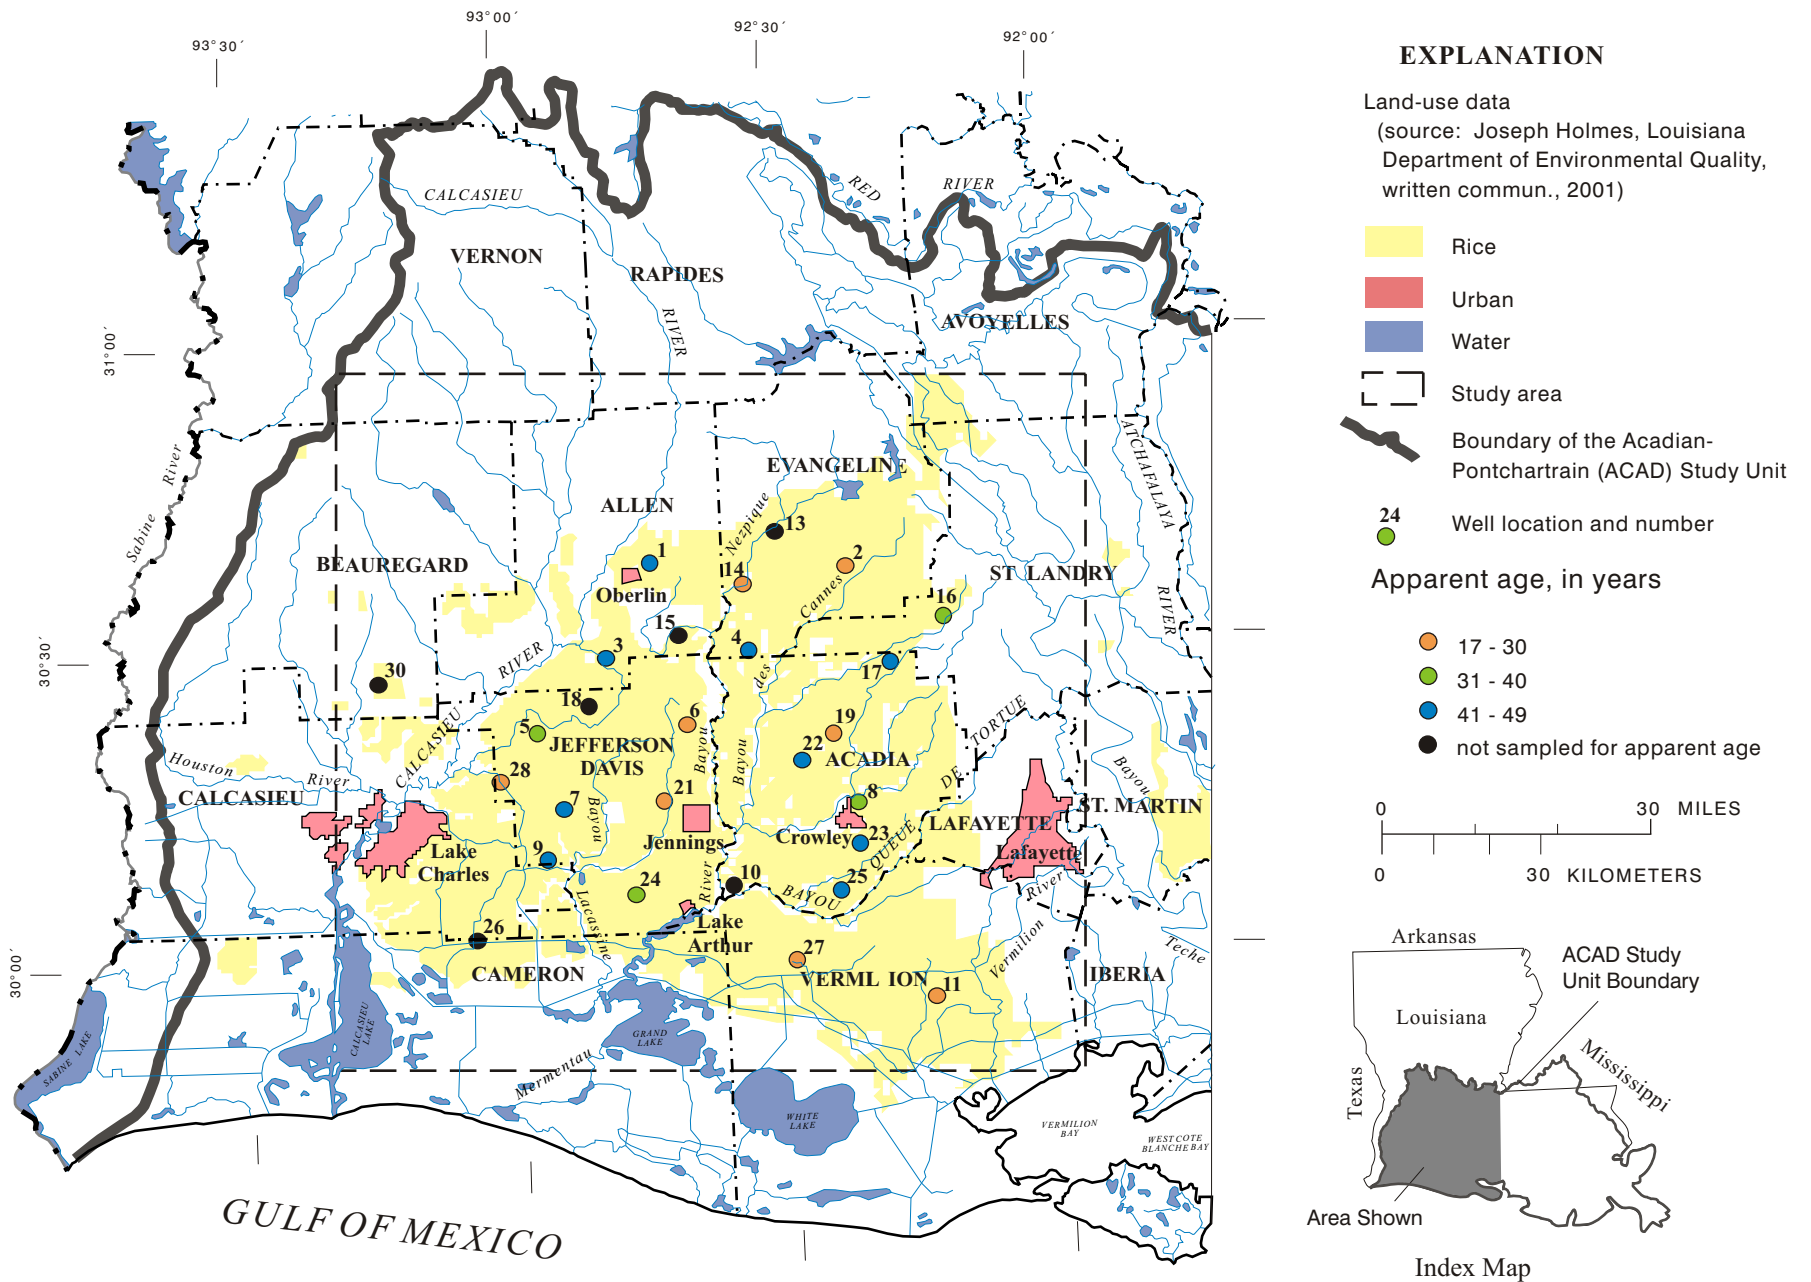 93°30′
93°00′
92°30′
92°00′
31°00′
30°30′
30°00′
CALCASIEU
RIVER
RED
RIVER
VERNON
RAPIDES
AVOYELLES
Sabine River
ATCHAFALAYA
RIVER
EVANGELINE
ALLEN
BEAUREGARD
ST LANDRY
Nezpique
Cannes
des
13
1
14
2
Oberlin
16
15
4
3
17
30
18
RIVER
CALCASIEU
5
6
19
22
JEFFERSON
DAVIS
ACADIA
Bayou
Bayou
TORTUE
DE
QUEUE
BAYOU
Houston
River
28
7
21
8
CALCASIEU
Bayou
ST. MARTIN
LAFAYETTE
Lafayette
Bayou
Jennings
Crowley
23
Lake
Charles
9
10
24
25
River
River
Lacassine
Lake
Arthur
26
27
CAMERON
VERMILION
11
Vermilion
IBERIA
Teche
SABINE LAKE
CALCASIEU
LAKE
GRAND
LAKE
Mermentau
WHITE
LAKE
VERMILION
BAY
WEST COTE
BLANCHE BAY
GULF OF MEXICO
EXPLANATION
Land-use data
(source: Joseph Holmes, Louisiana
Department of Environmental Quality,
written commun., 2001)
Rice
Urban
Water
Study area
Boundary of the Acadian-
Pontchartrain (ACAD) Study Unit
24
Well location and number
Apparent age, in years
17 - 30
31 - 40
41 - 49
not sampled for apparent age
0 30 MILES
0 30 KILOMETERS
Arkansas
ACAD Study
Unit Boundary
Louisiana
Texas
Mississippi
Area Shown
Index Map